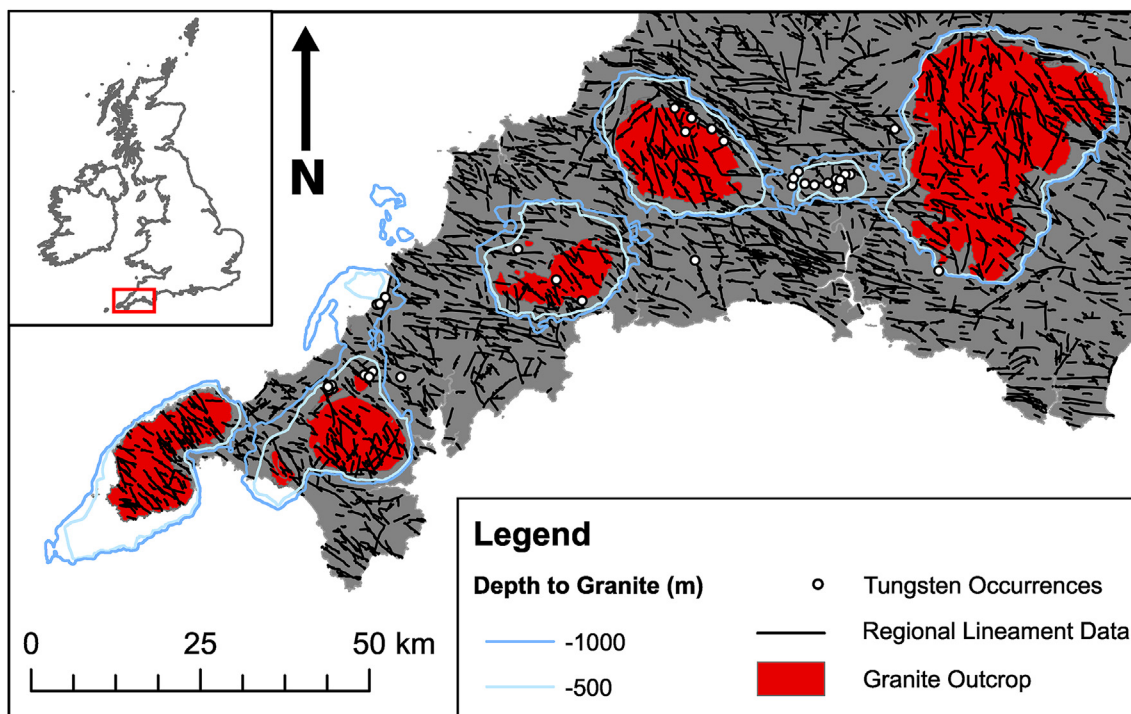 N
Legend
Depth to Granite (m)
-1000
-500
Tungsten Occurrences
Regional Lineament Data
Granite Outcrop
0 25 50 km